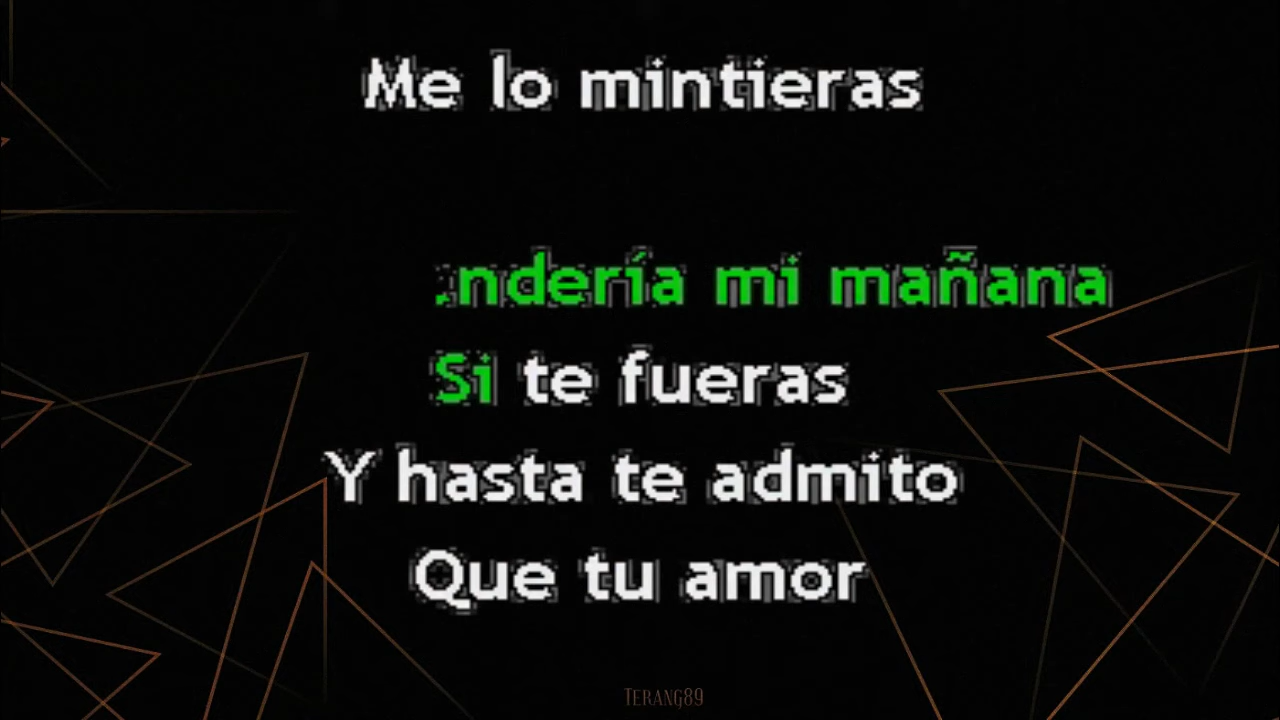 Me lo mintieras
ndería mi mañana
Si te fueras
Y hasta te admito
Que tu amor
TERANG89